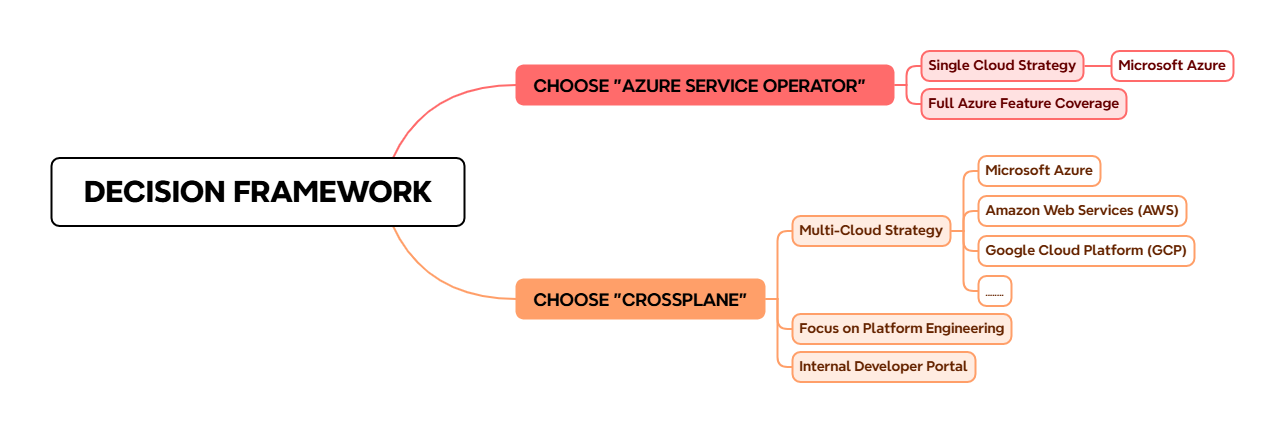 DECISION FRAMEWORK
CHOOSE "AZURE SERVICE OPERATOR"
Single Cloud Strategy
Microsoft Azure
Full Azure Feature Coverage
CHOOSE "CROSSPLANE"
Multi-Cloud Strategy
Microsoft Azure
Amazon Web Services (AWS)
Google Cloud Platform (GCP)
........
Focus on Platform Engineering
Internal Developer Portal